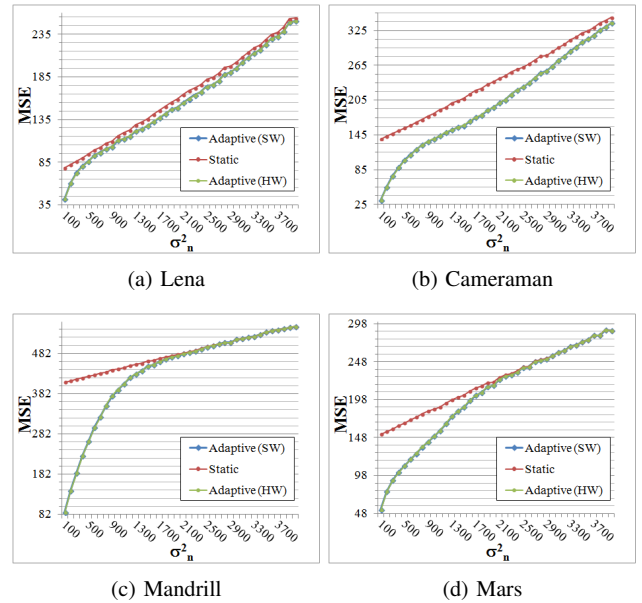 235
185
135
85
35
MSE
Adaptive (SW)
Static
Adaptive (HW)
100 500 900 1300 1700 2100 2500 2900 3300 3700
σ²ₙ
(a) Lena
325
265
205
145
85
25
MSE
Adaptive (SW)
Static
Adaptive (HW)
100 500 900 1300 1700 2100 2500 2900 3300 3700
σ²ₙ
(b) Cameraman
482
382
282
182
82
MSE
Adaptive (SW)
Static
Adaptive (HW)
100 500 900 1300 1700 2100 2500 2900 3300 3700
σ²ₙ
(c) Mandrill
298
248
198
148
98
48
MSE
Adaptive (SW)
Static
Adaptive (HW)
100 500 900 1300 1700 2100 2500 2900 3300 3700
σ²ₙ
(d) Mars